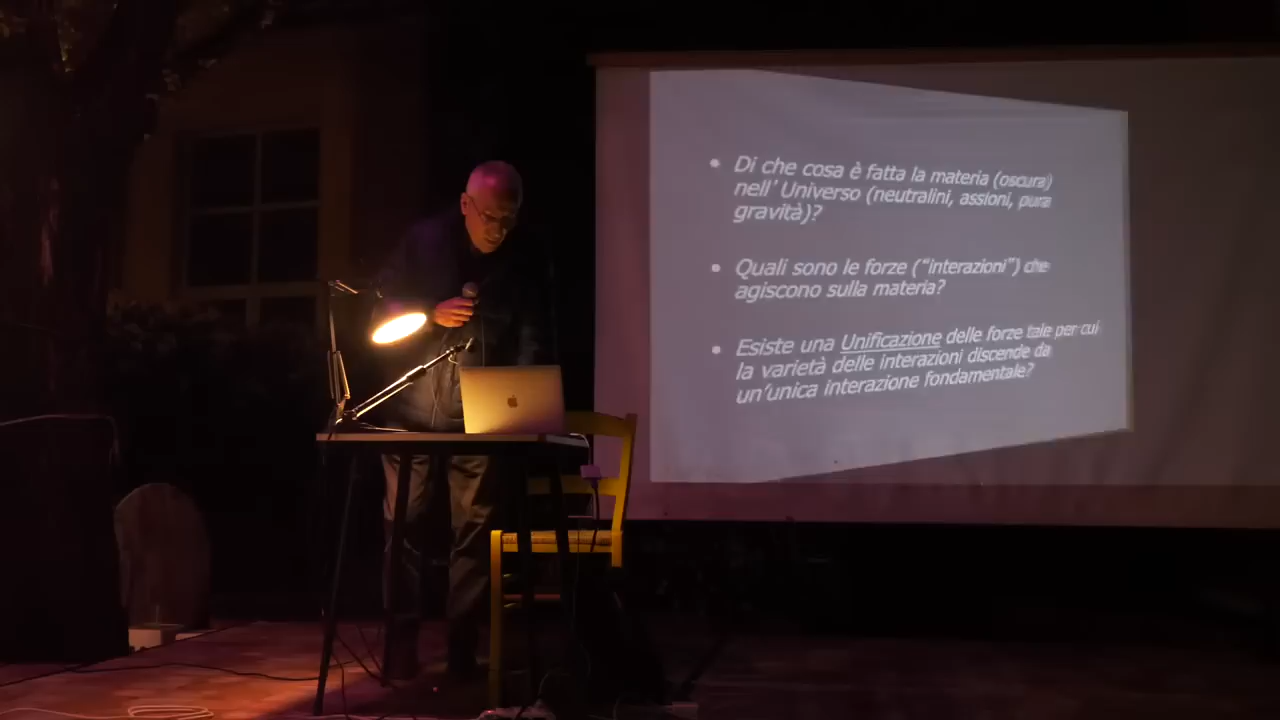 • Di che cosa è fatta la materia (oscura)
nell' Universo (neutralini, assioni, pura
gravità)?
• Quali sono le forze ("interazioni") che
agiscono sulla materia?
• Esiste una Unificazione delle forze tale per cui
la varietà delle interazioni discende da
un'unica interazione fondamentale?